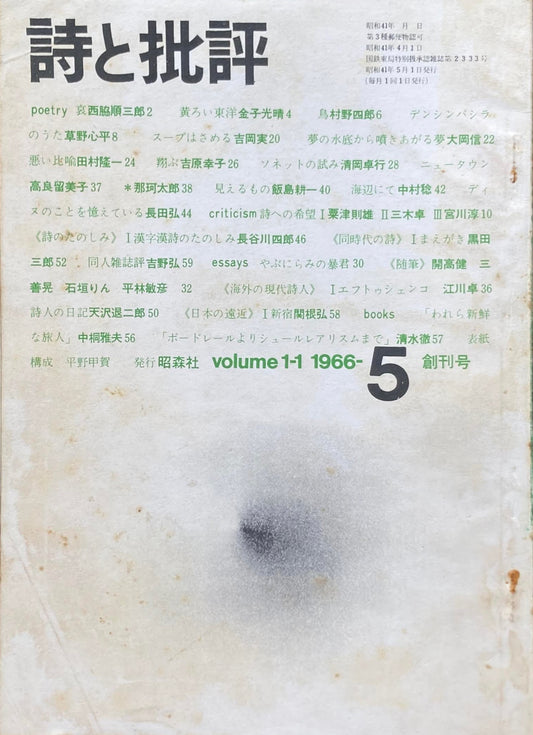 詩と批評
昭和41年　月　日
第3種郵便物認可
昭和41年4月1日
国鉄東局特別扱承認雑誌第2333号
昭和41年5月1日発行
(毎月1回1日発行)
poetry 哀西脇順三郎2　黄ろい東洋金子光晴4　鳥村野四郎6　デンシンバシラ
のうた草野心平8　スープはさめる吉岡実20　夢の水底から噴きあがる夢大岡信22
悪い比喩田村隆一24　翔ぶ吉原幸子26　ソネットの試み清岡卓行28　ニュータウン
高良留美子37　＊那珂太郎38　見えるもの飯島耕一40　海辺にて中村稔42　ディ
ヌのことを憶えている長田弘44　criticism 詩への希望Ⅰ粟津則雄　Ⅱ三木卓　Ⅲ宮川淳10
《詩のたのしみ》Ⅰ漢字漢詩のたのしみ長谷川四郎46　《同時代の詩》Ⅰまえがき黒田
三郎52　同人雑誌評吉野弘59　essays　やぶにらみの暴君30　《随筆》開高健　三
善晃　石垣りん　平林敏彦　32　《海外の現代詩人》Ⅰエフトゥシェンコ　江川卓36
詩人の日記天沢退二郎50　《日本の遠近》Ⅰ新宿関根弘58　books　「われら新鮮
な旅人」中桐雅夫56　「ボードレールよりシュールレアリスムまで」清水徹57　表紙
構成　平野甲賀　発行昭森社　volume 1-1 1966-5 創刊号